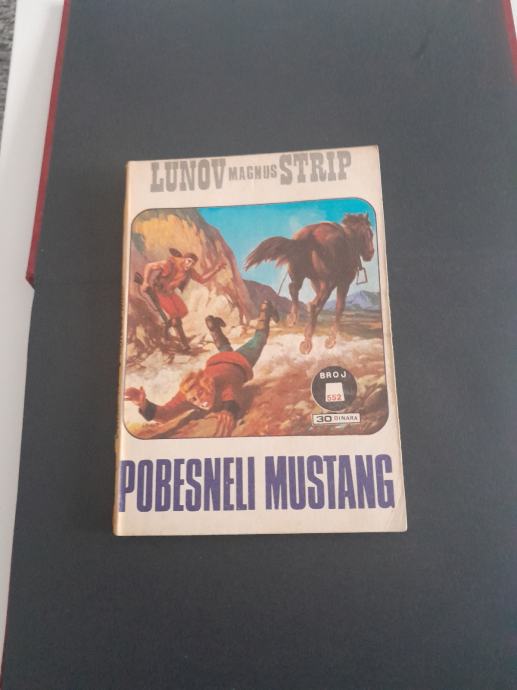 LUNOV MAGNUS STRIP
BROJ
552
30 DINARA
POBESNELI MUSTANG